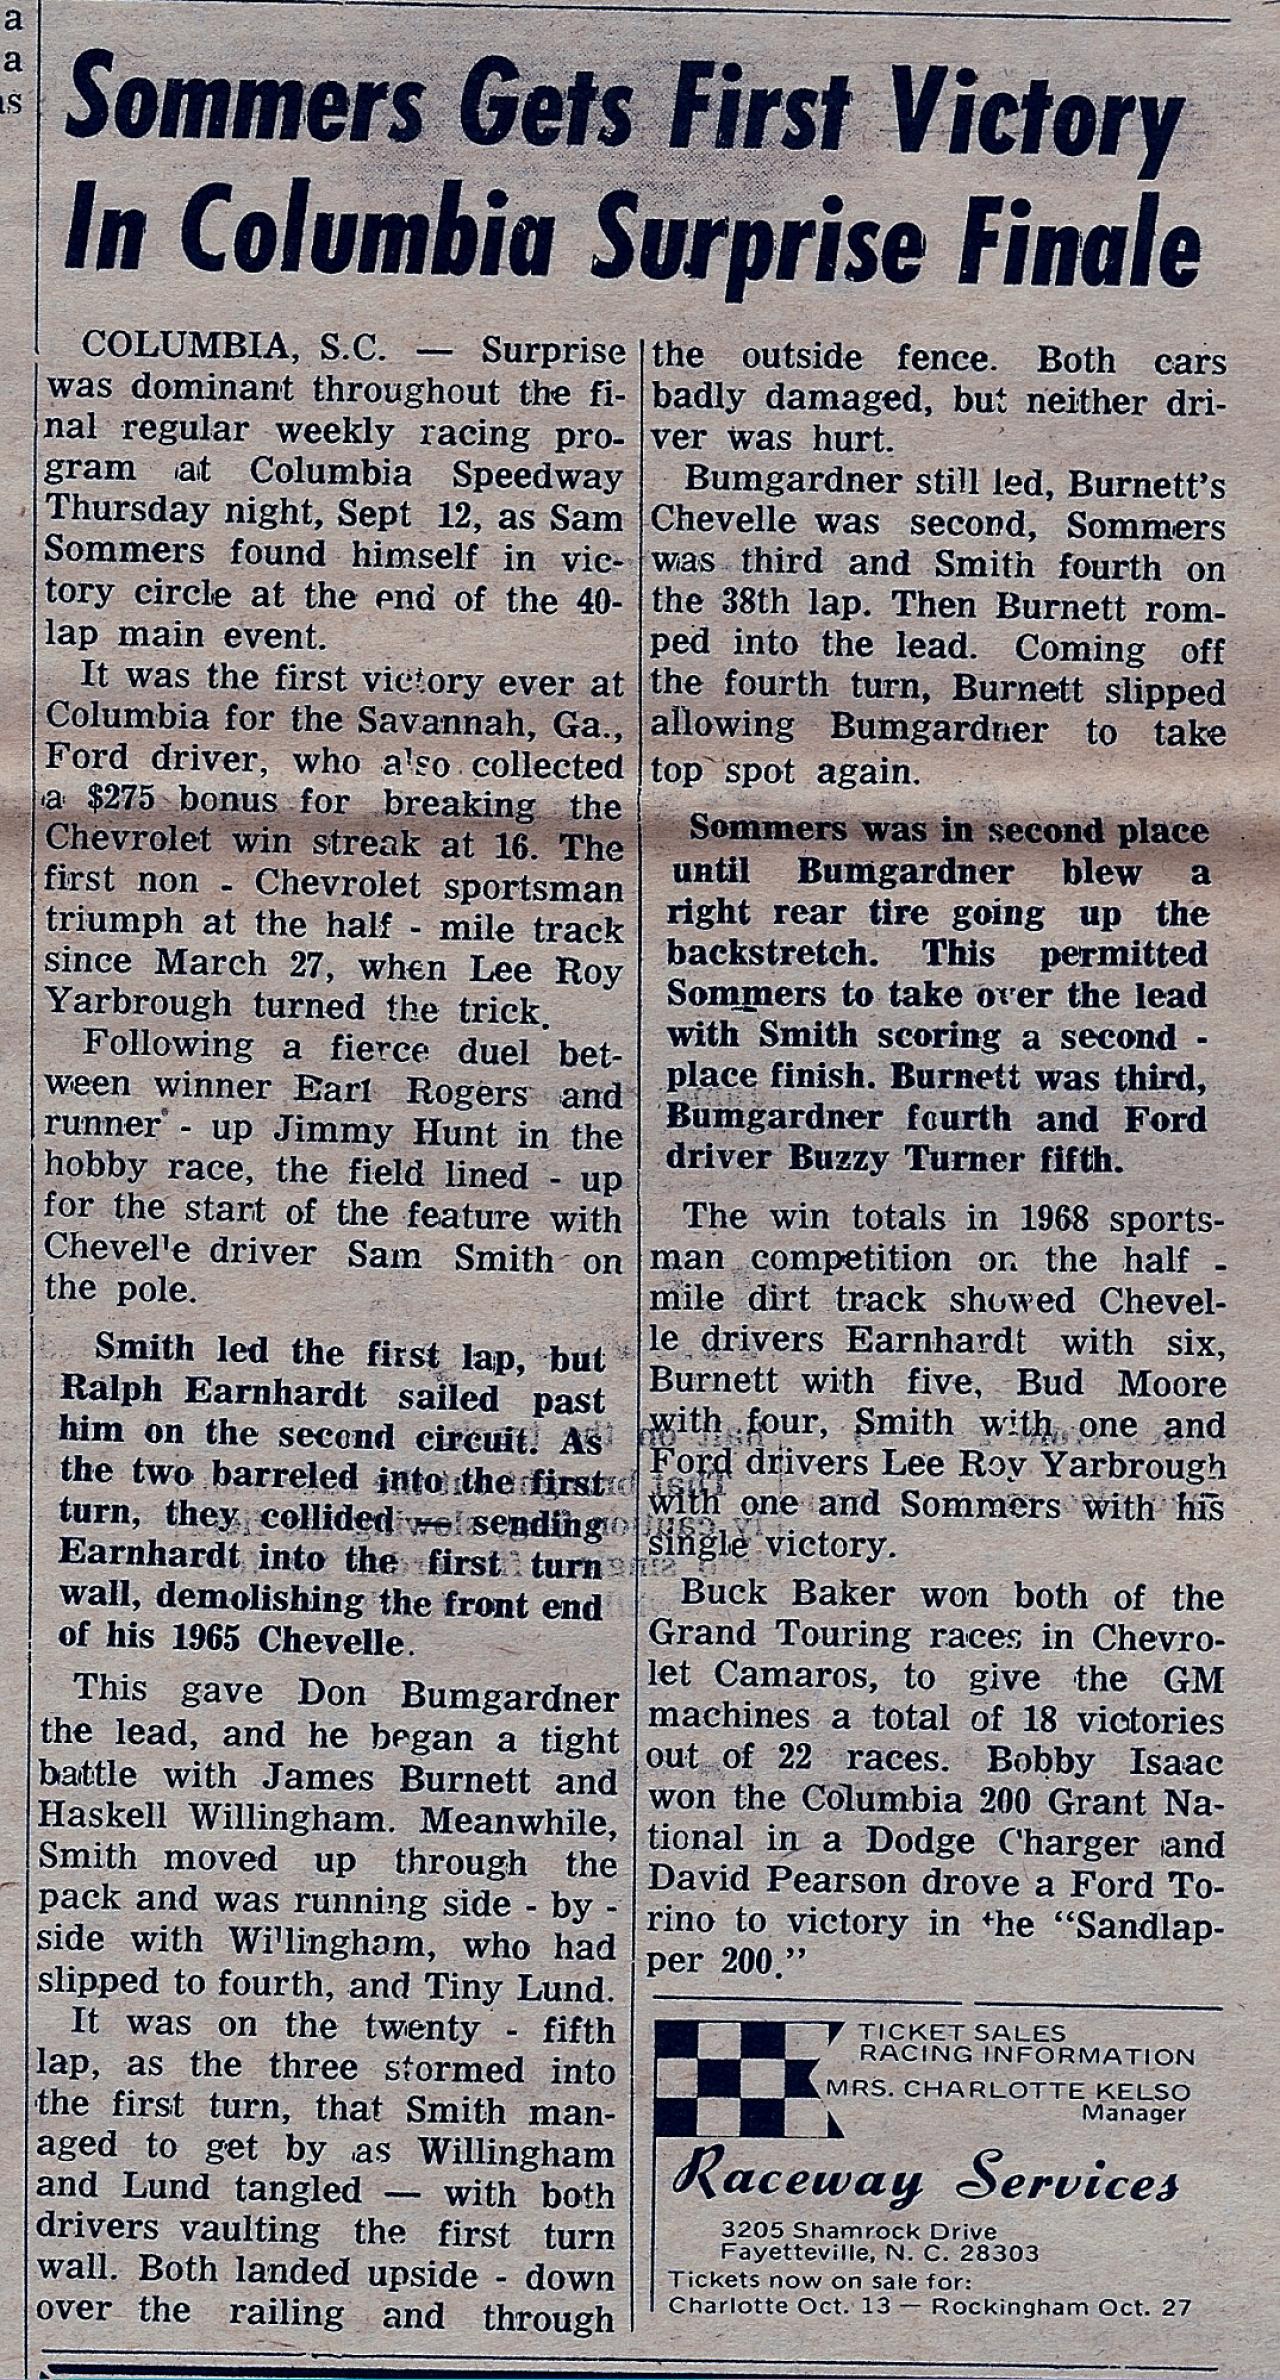 a
a
as
Sommers Gets First Victory
In Columbia Surprise Finale
COLUMBIA, S.C. — Surprise
was dominant throughout the fi-
nal regular weekly racing pro-
gram at Columbia Speedway
Thursday night, Sept 12, as Sam
Sommers found himself in vic-
tory circle at the end of the 40-
lap main event.
It was the first victory ever at
Columbia for the Savannah, Ga.,
Ford driver, who also collected
a $275 bonus for breaking the
Chevrolet win streak at 16. The
first non - Chevrolet sportsman
triumph at the half - mile track
since March 27, when Lee Roy
Yarbrough turned the trick.
Following a fierce duel bet-
ween winner Earl Rogers and
runner - up Jimmy Hunt in the
hobby race, the field lined - up
for the start of the feature with
Chevelle driver Sam Smith on
the pole.
Smith led the first lap, but
Ralph Earnhardt sailed past
him on the second circuit. As
the two barreled into the first
turn, they collided — sending
Earnhardt into the first turn
wall, demolishing the front end
of his 1965 Chevelle.
This gave Don Bumgardner
the lead, and he began a tight
battle with James Burnett and
Haskell Willingham. Meanwhile,
Smith moved up through the
pack and was running side - by -
side with Willingham, who had
slipped to fourth, and Tiny Lund.
It was on the twenty - fifth
lap, as the three stormed into
the first turn, that Smith man-
aged to get by as Willingham
and Lund tangled — with both
drivers vaulting the first turn
wall. Both landed upside - down
over the railing and through
the outside fence. Both cars
badly damaged, but neither dri-
ver was hurt.
Bumgardner still led, Burnett's
Chevelle was second, Sommers
was third and Smith fourth on
the 38th lap. Then Burnett rom-
ped into the lead. Coming off
the fourth turn, Burnett slipped
allowing Bumgardner to take
top spot again.
Sommers was in second place
until Bumgardner blew a
right rear tire going up the
backstretch. This permitted
Sommers to take over the lead
with Smith scoring a second -
place finish. Burnett was third,
Bumgardner fourth and Ford
driver Buzzy Turner fifth.
The win totals in 1968 sports-
man competition on the half -
mile dirt track showed Chevel-
le drivers Earnhardt with six,
Burnett with five, Bud Moore
with four, Smith with one and
Ford drivers Lee Roy Yarbrough
with one and Sommers with his
single victory.
Buck Baker won both of the
Grand Touring races in Chevro-
let Camaros, to give the GM
machines a total of 18 victories
out of 22 races. Bobby Isaac
won the Columbia 200 Grant Na-
tional in a Dodge Charger and
David Pearson drove a Ford To-
rino to victory in the "Sandlap-
per 200."
TICKET SALES
RACING INFORMATION
MRS. CHARLOTTE KELSO
Manager
Raceway Services
3205 Shamrock Drive
Fayetteville, N. C. 28303
Tickets now on sale for:
Charlotte Oct. 13 — Rockingham Oct. 27